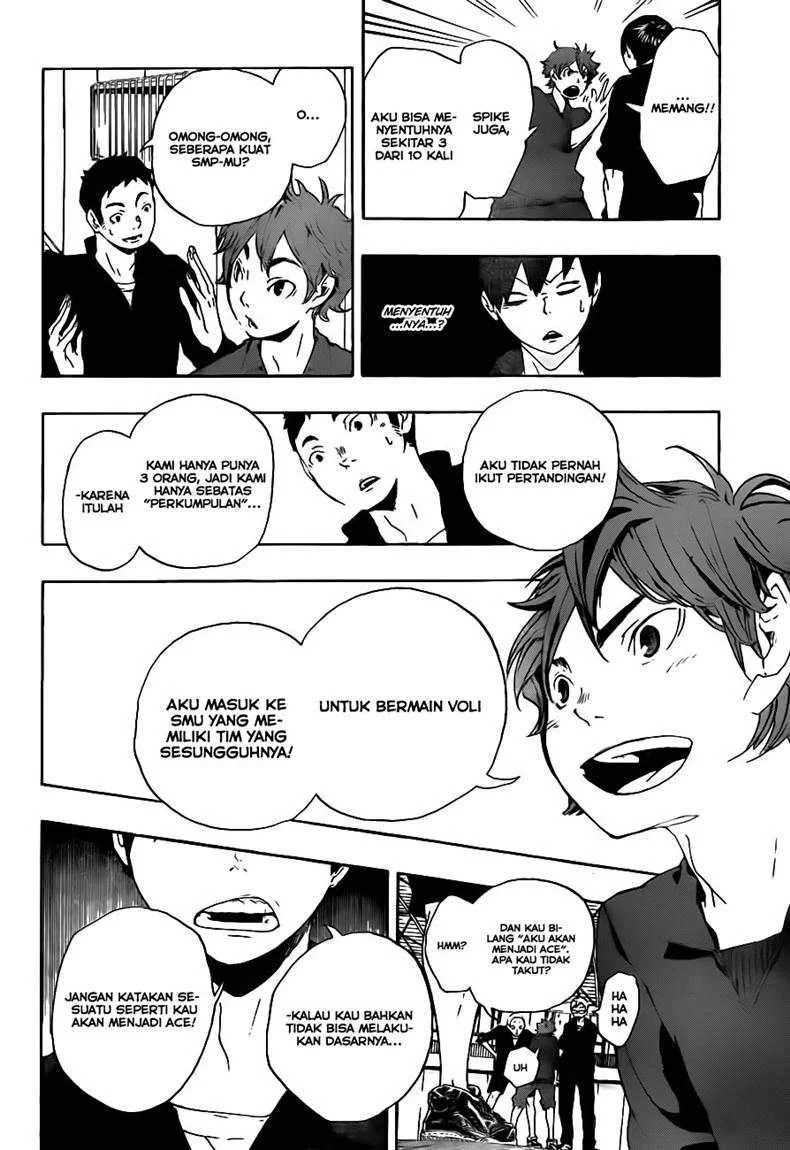 ...
MEMANG!!
SPIKE
JUGA,
AKU BISA ME-
NYENTUHNYA
SEKITAR 3
DARI 10 KALI
O...
OMONG-OMONG,
SEBERAPA KUAT
SMP-MU?
MENYENTUH
...NYA...?
AKU TIDAK PERNAH
IKUT PERTANDINGAN!
KAMI HANYA PUNYA
3 ORANG, JADI KAMI
HANYA SEBATAS
"PERKUMPULAN"...
-KARENA
ITULAH
UNTUK BERMAIN VOLI
AKU MASUK KE
SMU YANG ME-
MILIKI TIM YANG
SESUNGGUHNYA!
DAN KAU BI-
LANG "AKU AKAN
MENJADI ACE".
APA KAU TIDAK
TAKUT?
HMM?
HA
HA
HA
UH
-KALAU KAU BAHKAN
TIDAK BISA MELAKU-
KAN DASARNYA...
JANGAN KATAKAN SE-
SUATU SEPERTI KAU
AKAN MENJADI ACE!